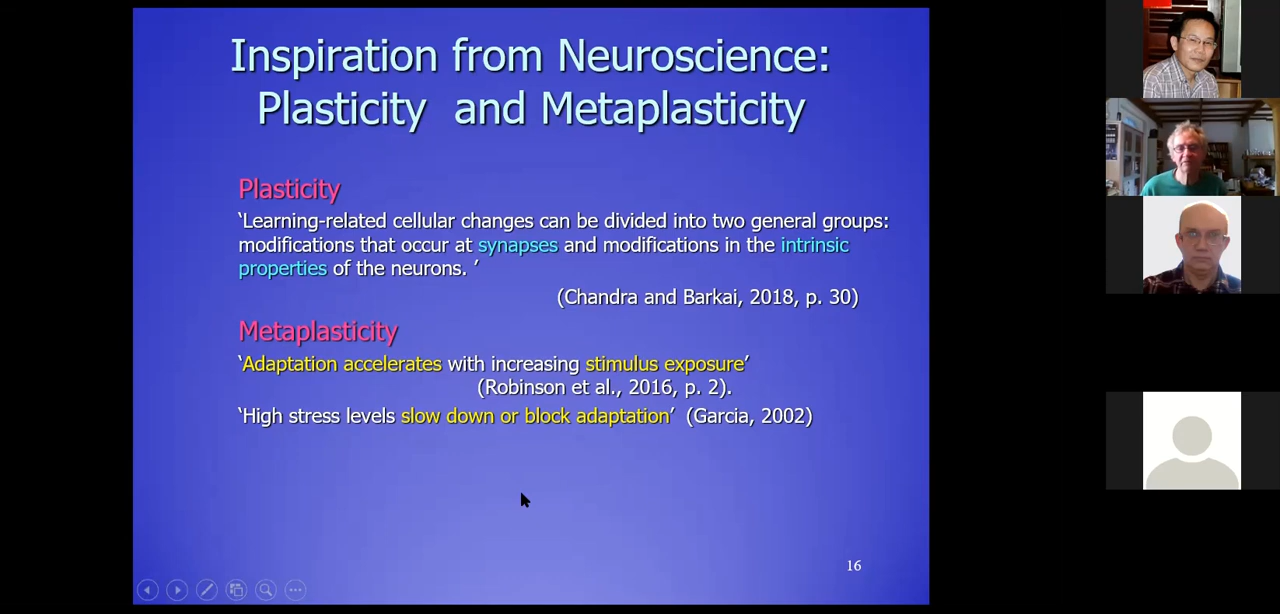 Inspiration from Neuroscience:
Plasticity and Metaplasticity
Plasticity
‘Learning-related cellular changes can be divided into two general groups:
modifications that occur at synapses and modifications in the intrinsic
properties of the neurons. ’
(Chandra and Barkai, 2018, p. 30)
Metaplasticity
‘Adaptation accelerates with increasing stimulus exposure’
(Robinson et al., 2016, p. 2).
‘High stress levels slow down or block adaptation’ (Garcia, 2002)
16